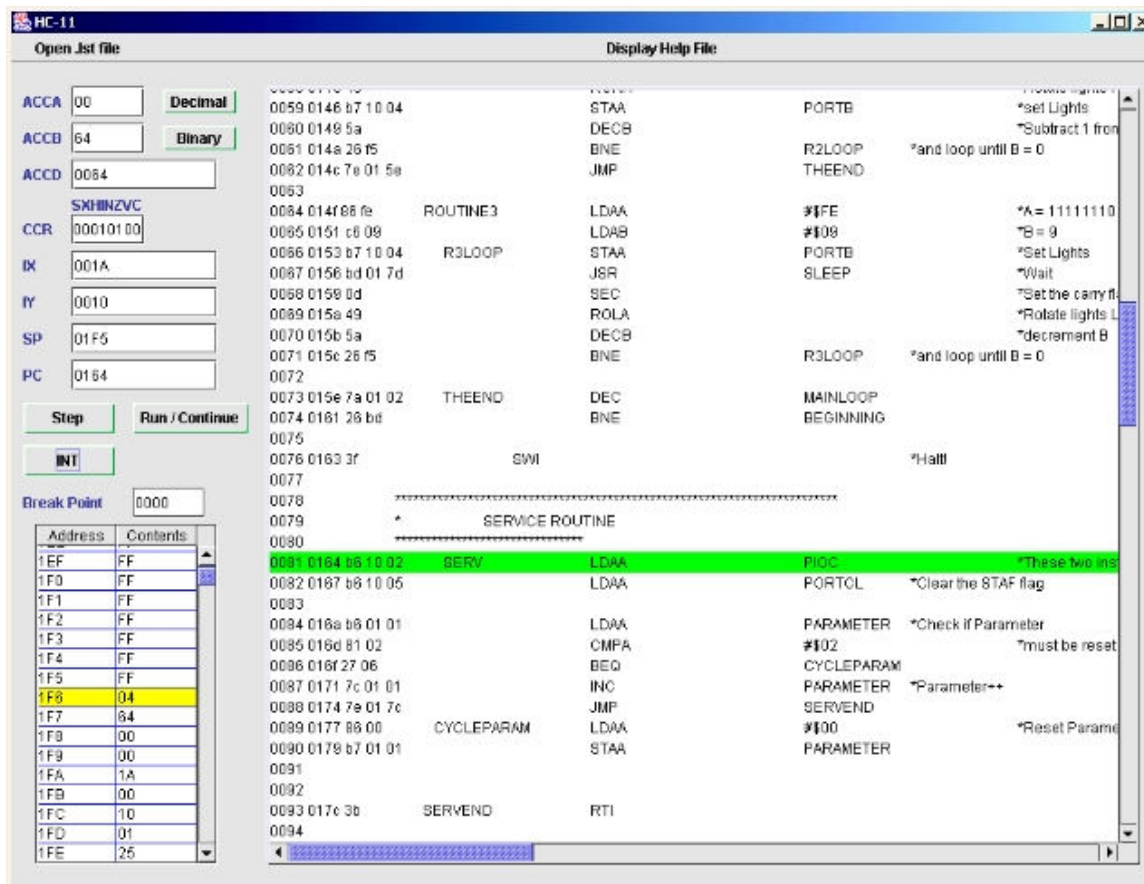 HC-11
Open .lst file Display Help File
ACCA 00 Decimal
ACCB 64 Binary
ACCD 0064
SXHINZVC
CCR 00010100
IX 001A
IY 0010
SP 01F5
PC 0164
Step Run / Continue
INT
Break Point 0000
Address Contents
1EF FF
1F0 FF
1F1 FF
1F2 FF
1F3 FF
1F4 FF
1F5 FF
1F6 04
1F7 64
1F8 00
1F9 00
1FA 1A
1FB 00
1FC 10
1FD 01
1FE 25
0059 0146 b7 10 04 STAA PORTB *set Lights
0060 0149 5a DECB *Subtract 1 fron
0061 014a 26 f5 BNE R2LOOP *and loop until B = 0
0062 014c 7e 01 5e JMP THEEND
0063
0064 014f 86 fe ROUTINE3 LDAA #$FE *A = 11111110
0065 0151 c6 09 LDAB #$09 *B = 9
0066 0153 b7 10 04 R3LOOP STAA PORTB *Set Lights
0067 0156 bd 01 7d JSR SLEEP *Wait
0068 0159 0d SEC *Set the carry fl
0069 015a 49 ROLA *Rotate lights L
0070 015b 5a DECB *decrement B
0071 015c 26 f5 BNE R3LOOP *and loop until B = 0
0072
0073 015e 7a 01 02 THEEND DEC MAINLOOP
0074 0161 26 bd BNE BEGINNING
0075
0076 0163 3f SWI *Halt!
0077
0078
0079 * SERVICE ROUTINE
0080
0081 0164 b6 10 02 SERV LDAA PIOC *These two ins
0082 0167 b6 10 05 LDAA PORTCL *Clear the STAF flag
0083
0084 016a b6 01 01 LDAA PARAMETER *Check if Parameter
0085 016d 81 02 CMPA #$02 *must be reset
0086 016f 27 06 BEQ CYCLEPARAM
0087 0171 7c 01 01 INC PARAMETER *Parameter++
0088 0174 7e 01 7c JMP SERVEND
0089 0177 86 00 CYCLEPARAM LDAA #$00 *Reset Parame
0090 0179 b7 01 01 STAA PARAMETER
0091
0092
0093 017c 3b SERVEND RTI
0094